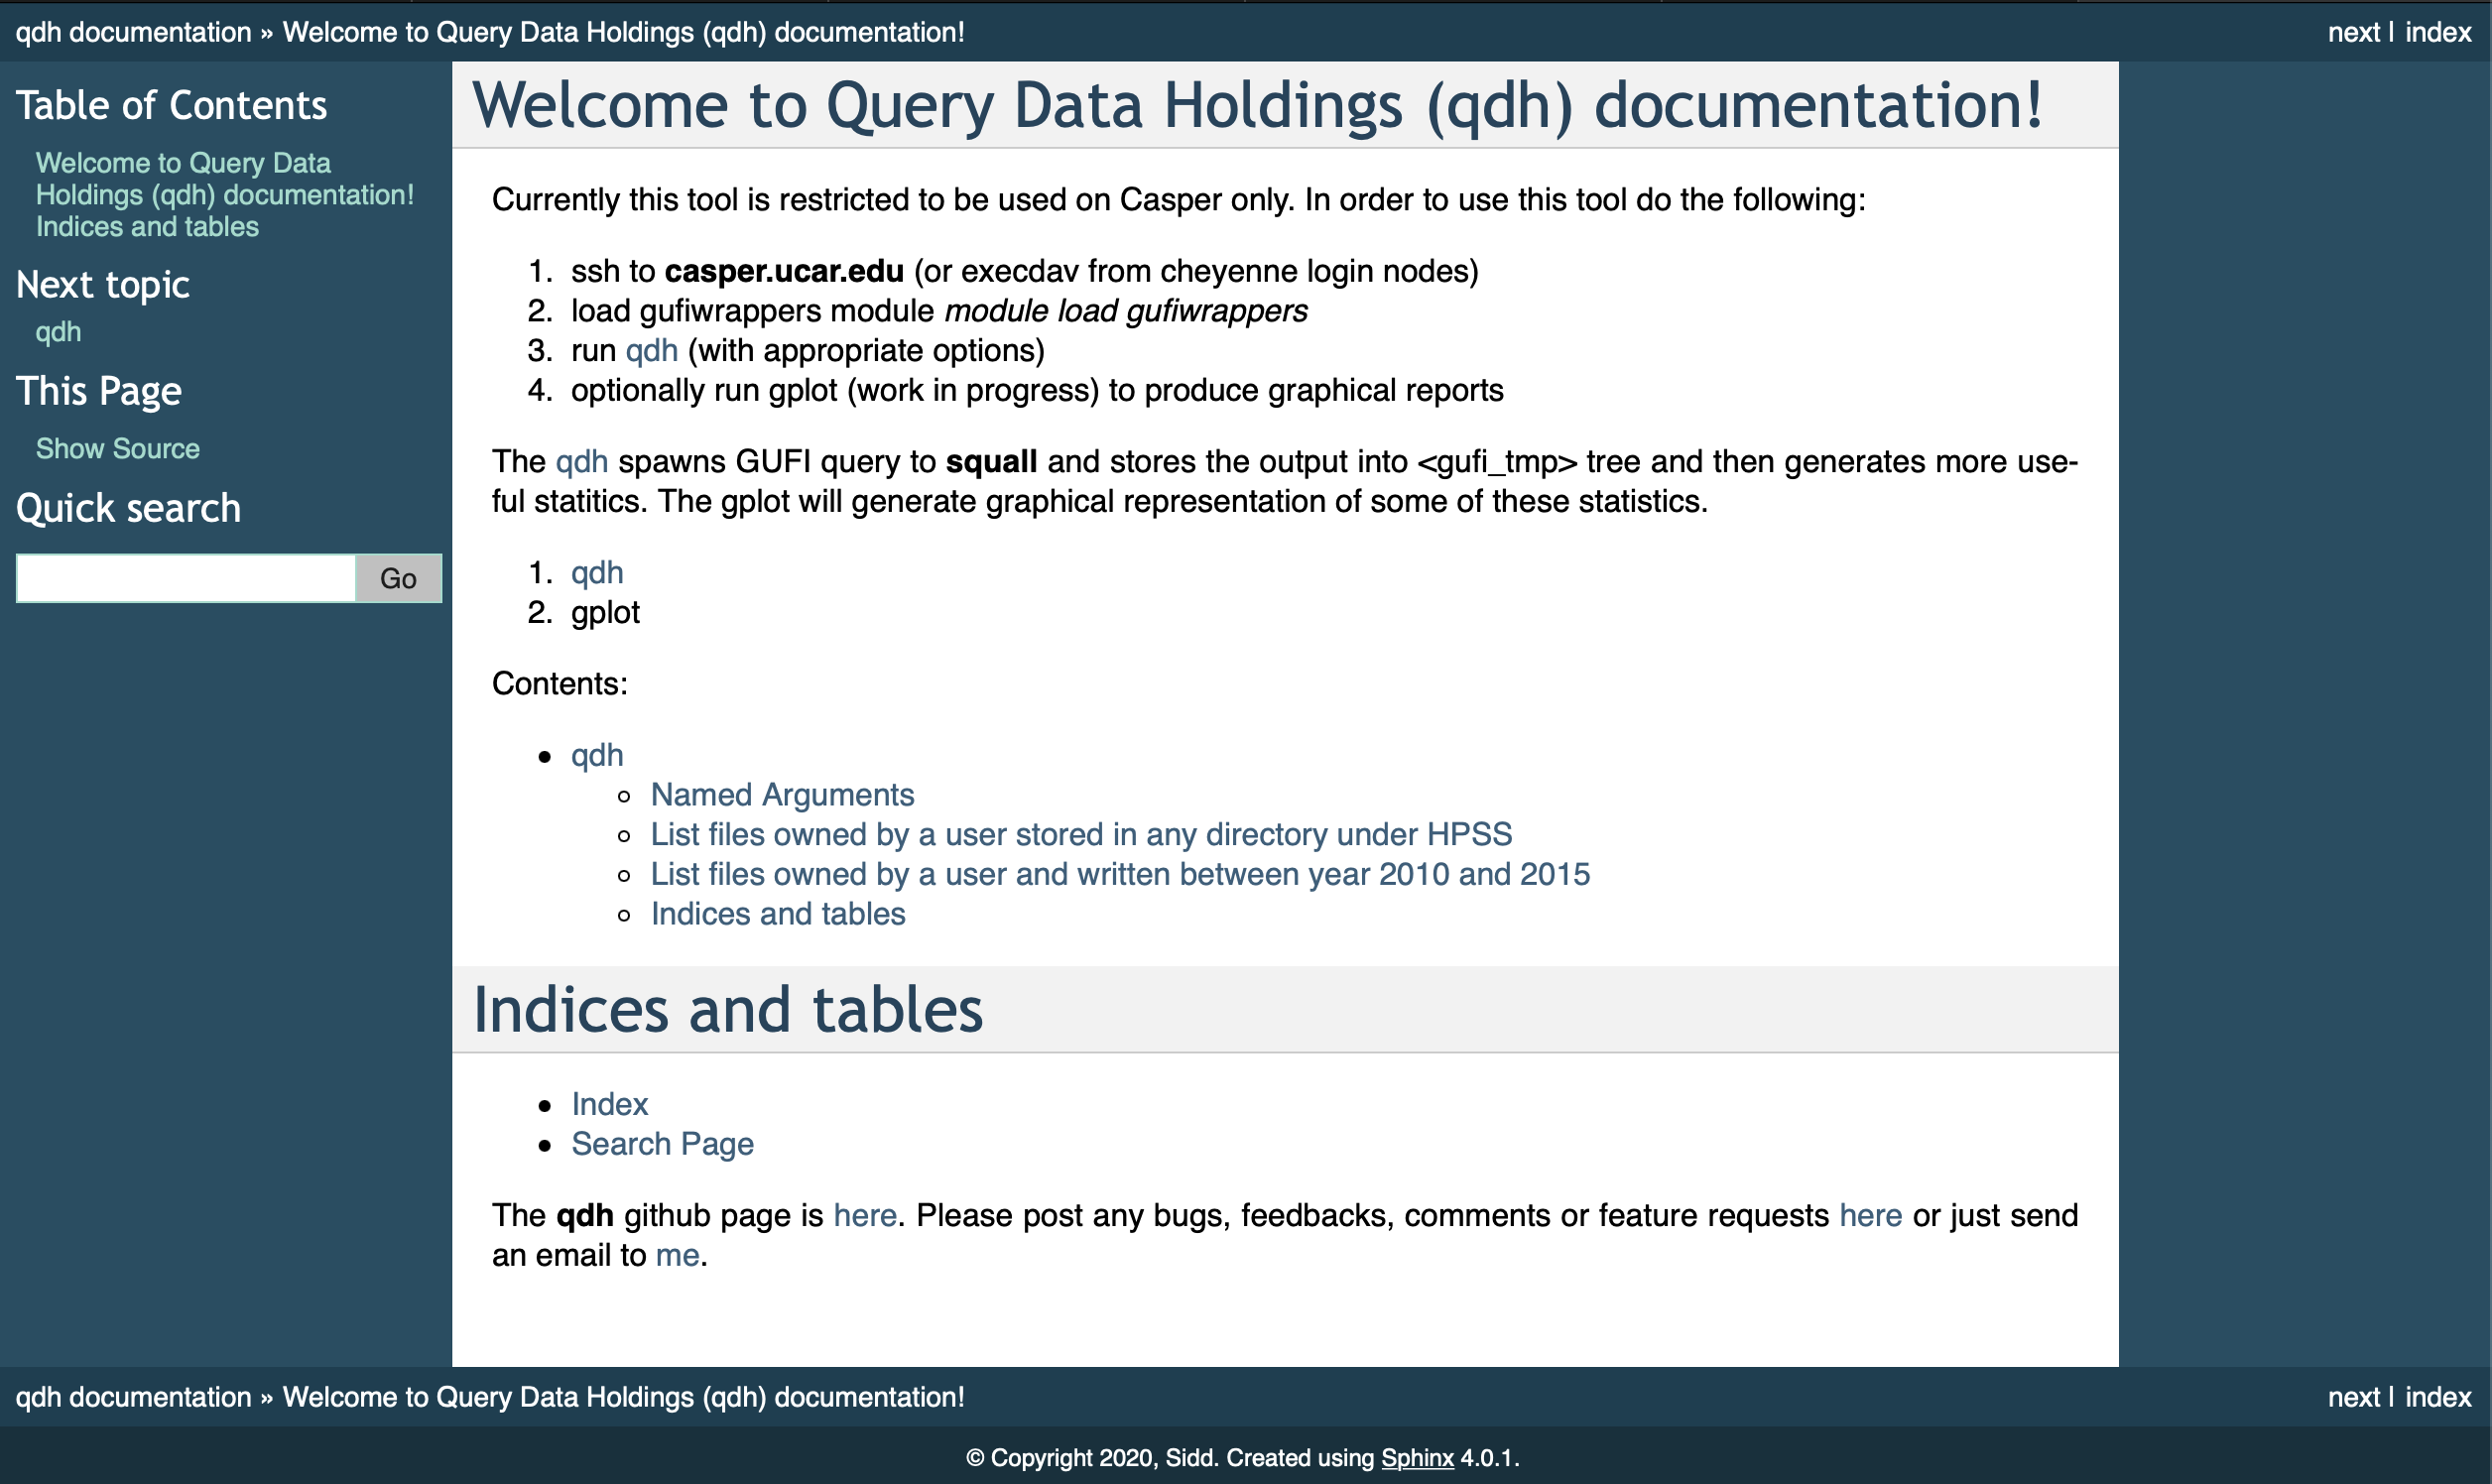 qdh documentation » Welcome to Query Data Holdings (qdh) documentation!
next | index
Table of Contents
Welcome to Query Data
Holdings (qdh) documentation!
Indices and tables
Next topic
qdh
This Page
Show Source
Quick search
Go
Welcome to Query Data Holdings (qdh) documentation!
Currently this tool is restricted to be used on Casper only. In order to use this tool do the following:
1. ssh to casper.ucar.edu (or execdav from cheyenne login nodes)
2. load gufiwrappers module module load gufiwrappers
3. run qdh (with appropriate options)
4. optionally run gplot (work in progress) to produce graphical reports
The qdh spawns GUFI query to squall and stores the output into <gufi_tmp> tree and then generates more use-
ful statitics. The gplot will generate graphical representation of some of these statistics.
1. qdh
2. gplot
Contents:
• qdh
◦ Named Arguments
◦ List files owned by a user stored in any directory under HPSS
◦ List files owned by a user and written between year 2010 and 2015
◦ Indices and tables
Indices and tables
• Index
• Search Page
The qdh github page is here. Please post any bugs, feedbacks, comments or feature requests here or just send
an email to me.
qdh documentation » Welcome to Query Data Holdings (qdh) documentation!
next | index
© Copyright 2020, Sidd. Created using Sphinx 4.0.1.